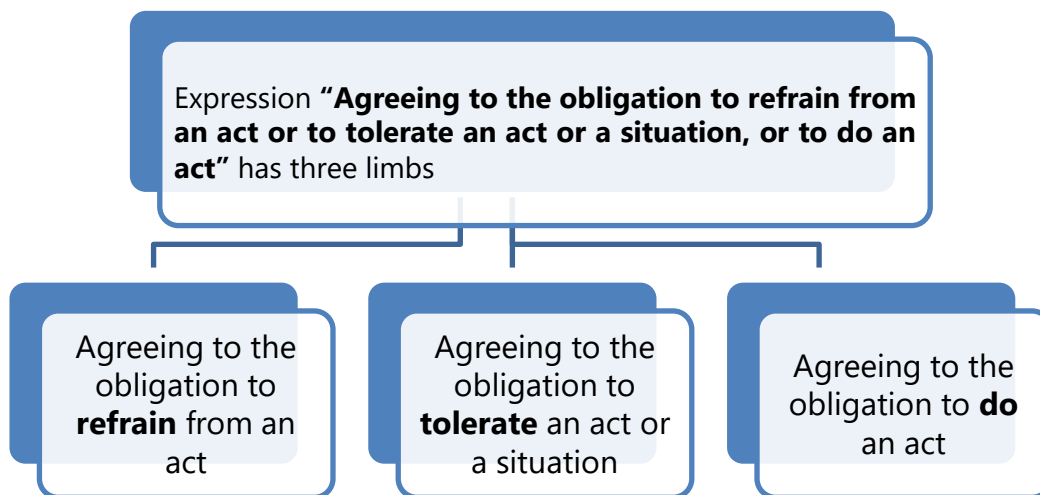 Expression “Agreeing to the obligation to refrain from
an act or to tolerate an act or a situation, or to do an
act” has three limbs
Agreeing to the
obligation to
refrain from an
act
Agreeing to the
obligation to
tolerate an act or
a situation
Agreeing to the
obligation to do
an act